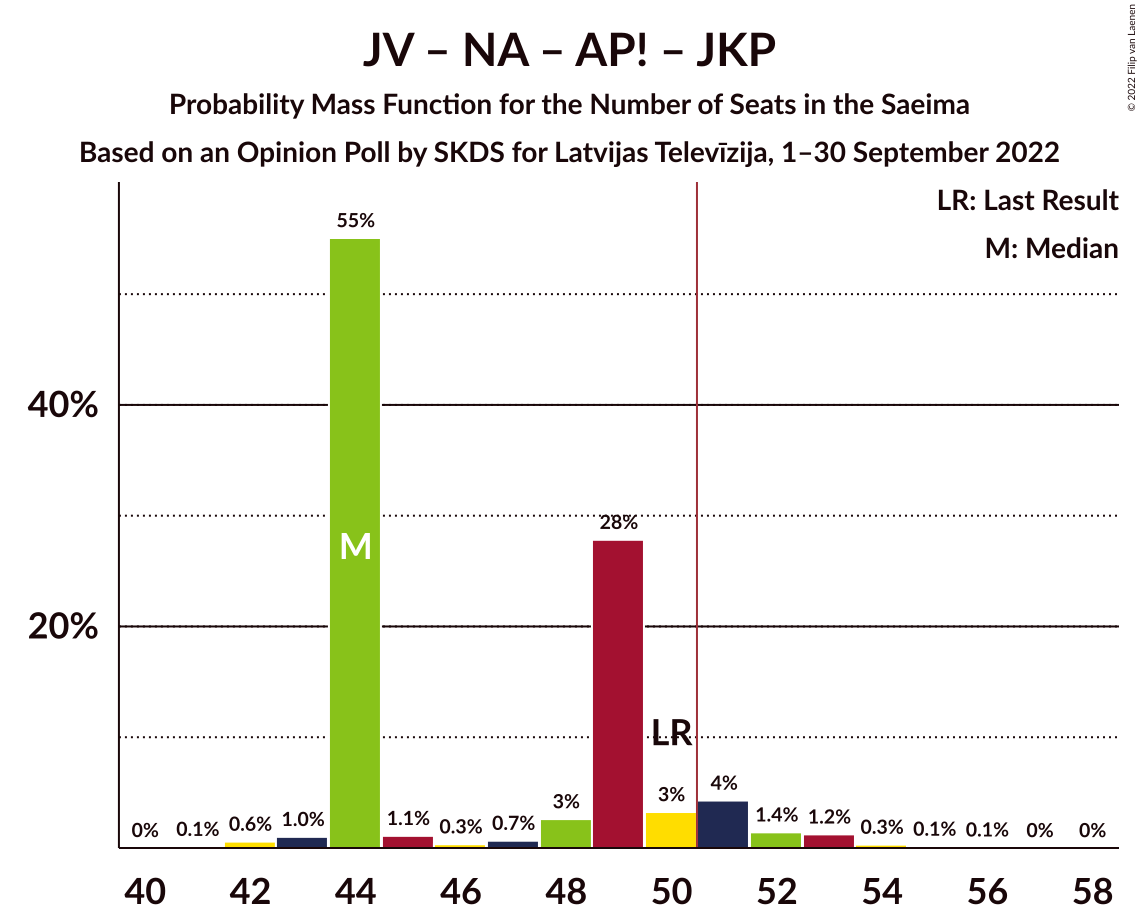 JV – NA – AP! – JKP
Probability Mass Function for the Number of Seats in the Saeima
Based on an Opinion Poll by SKDS for Latvijas Televīzija, 1–30 September 2022
© 2022 Filip van Laenen
LR: Last Result
M: Median
55%
40%
M
28%
20%
LR
0% 0.1% 0.6% 1.0% 1.1% 0.3% 0.7% 3% 3% 4% 1.4% 1.2% 0.3% 0.1% 0.1% 0% 0%
40 42 44 46 48 50 52 54 56 58